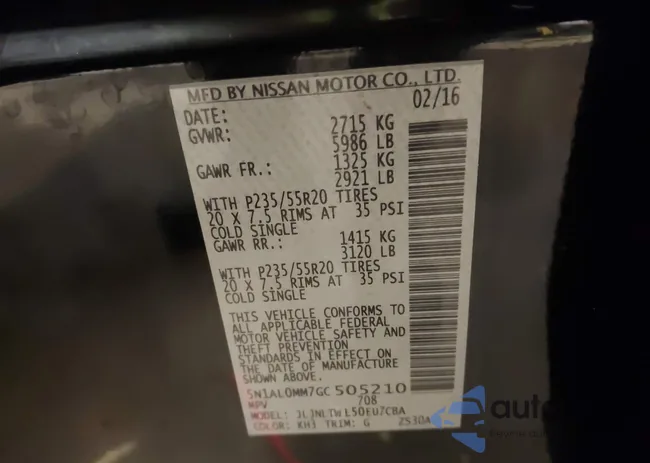 MFD BY NISSAN MOTOR CO., LTD.
DATE: 02/16
GVWR: 2715 KG
5986 LB
GAWR FR.: 1325 KG
2921 LB
WITH P235/55R20 TIRES
20 X 7.5 RIMS AT 35 PSI
COLD SINGLE
GAWR RR.: 1415 KG
3120 LB
WITH P235/55R20 TIRES
20 X 7.5 RIMS AT 35 PSI
COLD SINGLE
THIS VEHICLE CONFORMS TO
ALL APPLICABLE FEDERAL
MOTOR VEHICLE SAFETY AND
THEFT PREVENTION
STANDARDS IN EFFECT ON
THE DATE OF MANUFACTURE
SHOWN ABOVE.
5N1AL0MM7GC505210
MPV 708
MODEL:
COLOR: KH3 TRIM: G